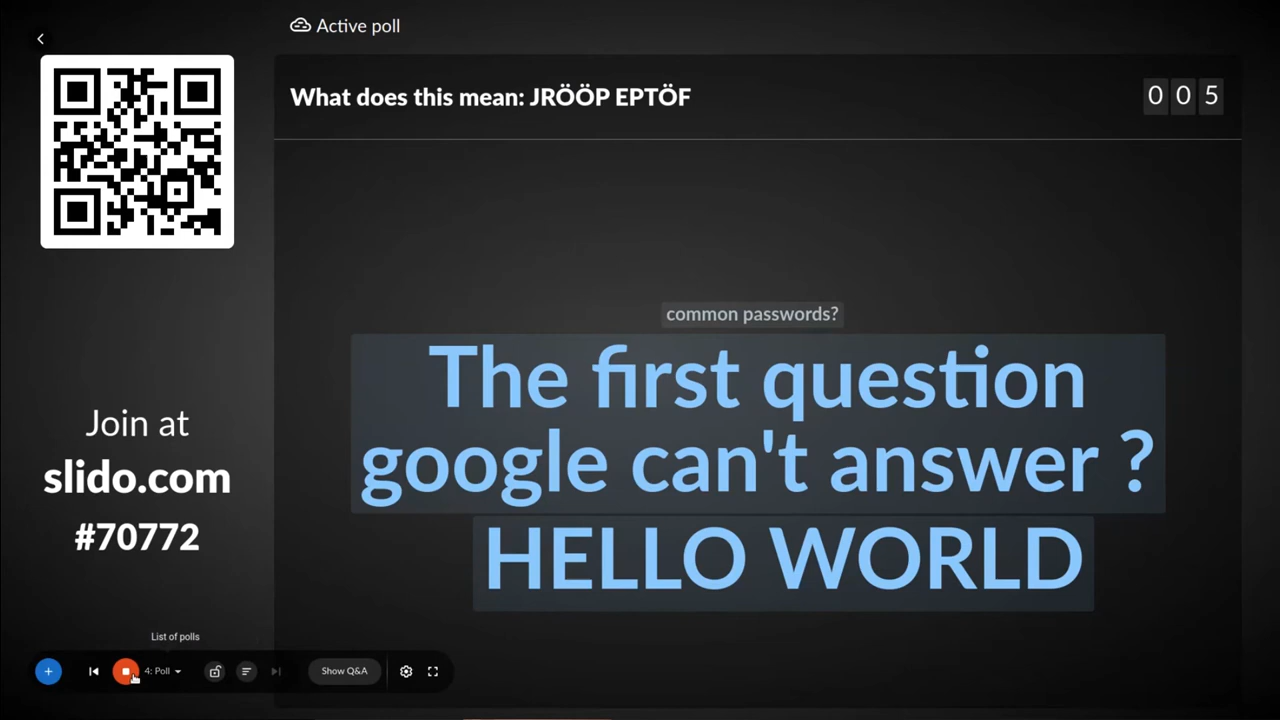 Active poll
What does this mean: JRÖÖP EPTÖF
0 0 5
common passwords?
The first question
google can't answer ?
HELLO WORLD
Join at
slido.com
#70772
List of polls
4: Poll
Show Q&A